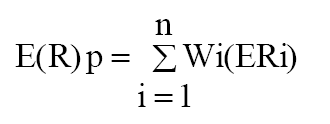 n
E(R) p = ∑ Wi(ERi)
i = 1